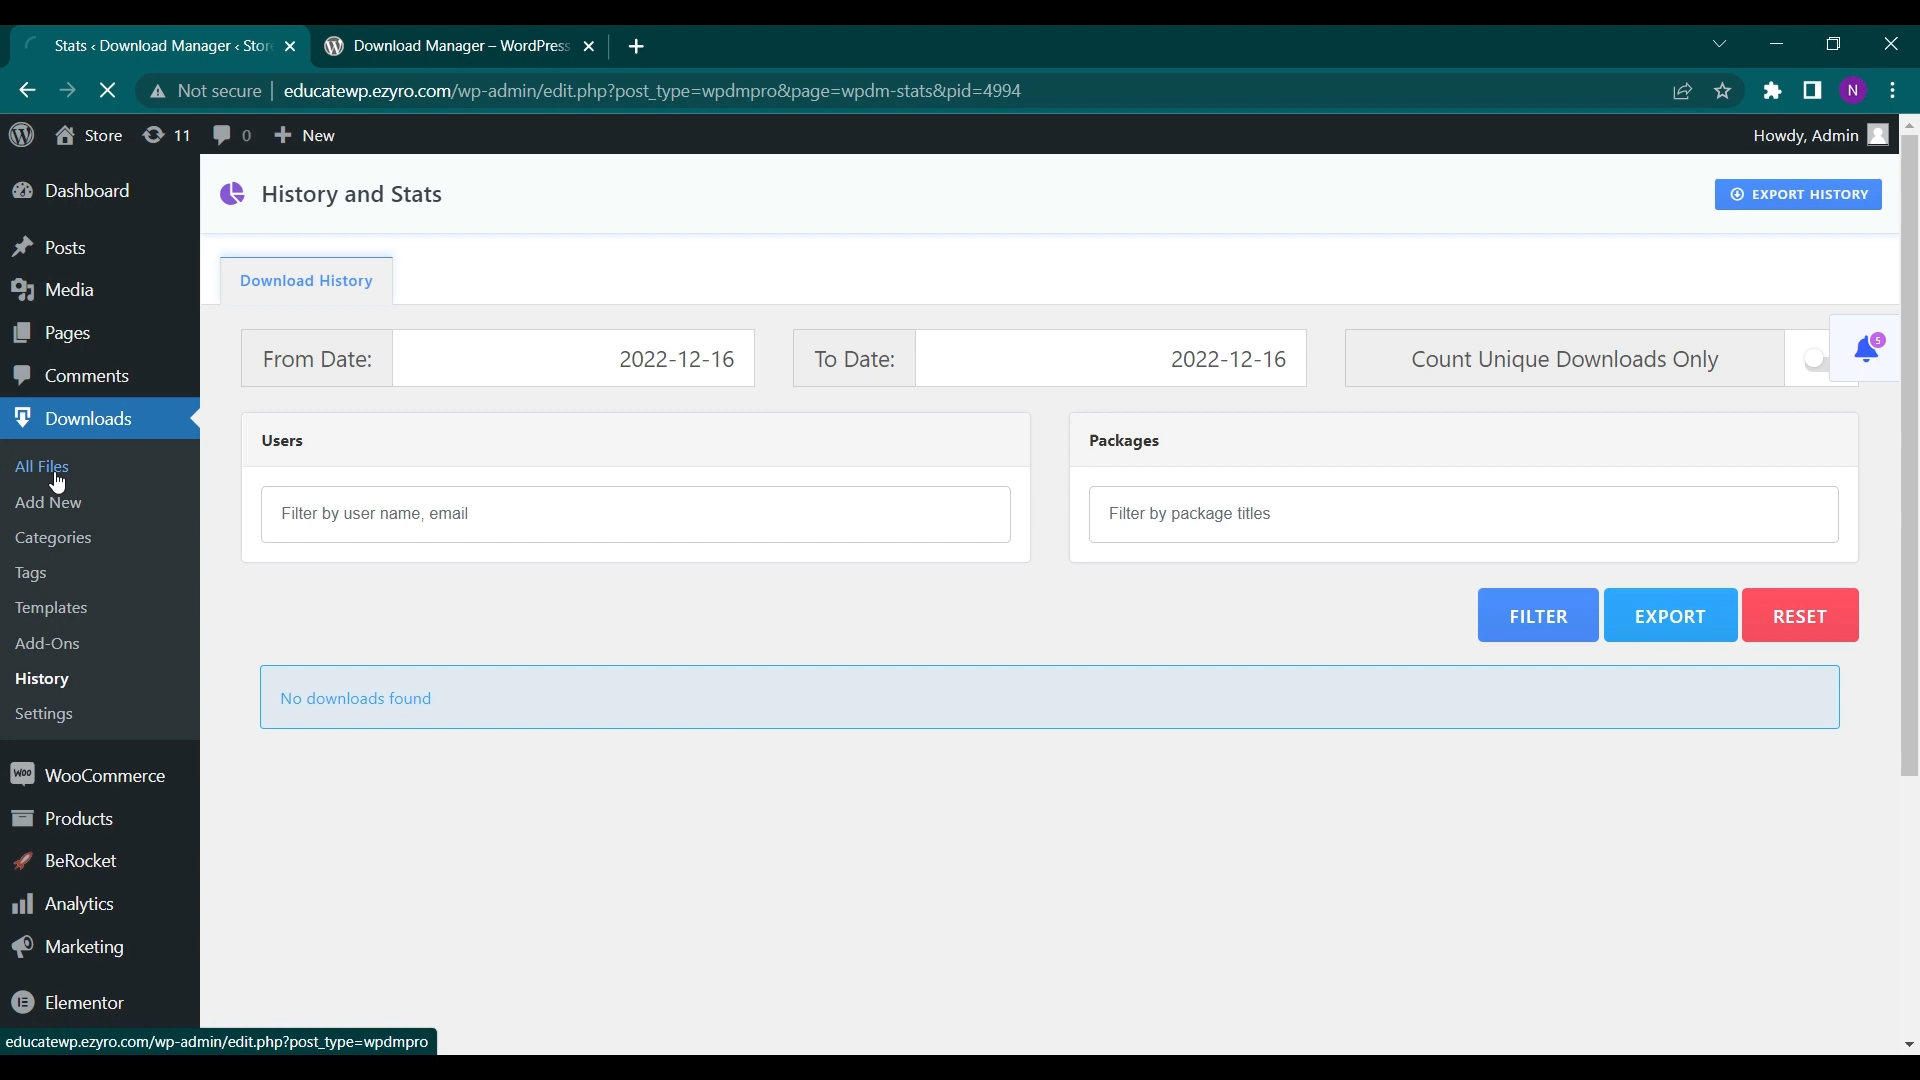 Stats ‹ Download Manager ‹ Stor
Download Manager – WordPress
Not secure
educatewp.ezyro.com/wp-admin/edit.php?post_type=wpdmpro&page=wpdm-stats&pid=4994
N
Store
11
0
New
Howdy, Admin
Dashboard
Posts
Media
Pages
Comments
Downloads
All Files
Add New
Categories
Tags
Templates
Add-Ons
History
Settings
Woo
WooCommerce
Products
BeRocket
Analytics
Marketing
Elementor
History and Stats
EXPORT HISTORY
Download History
From Date:
2022-12-16
To Date:
2022-12-16
Count Unique Downloads Only
5
Users
Filter by user name, email
Packages
Filter by package titles
FILTER
EXPORT
RESET
No downloads found
educatewp.ezyro.com/wp-admin/edit.php?post_type=wpdmpro